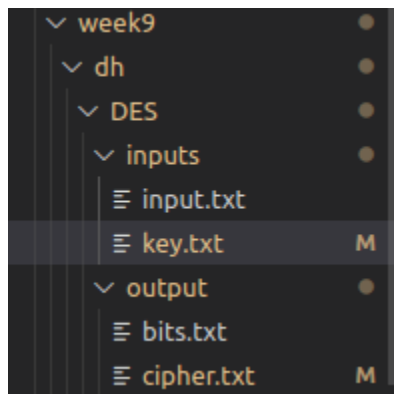 week9
dh
DES
inputs
input.txt
key.txt M
output
bits.txt
cipher.txt M